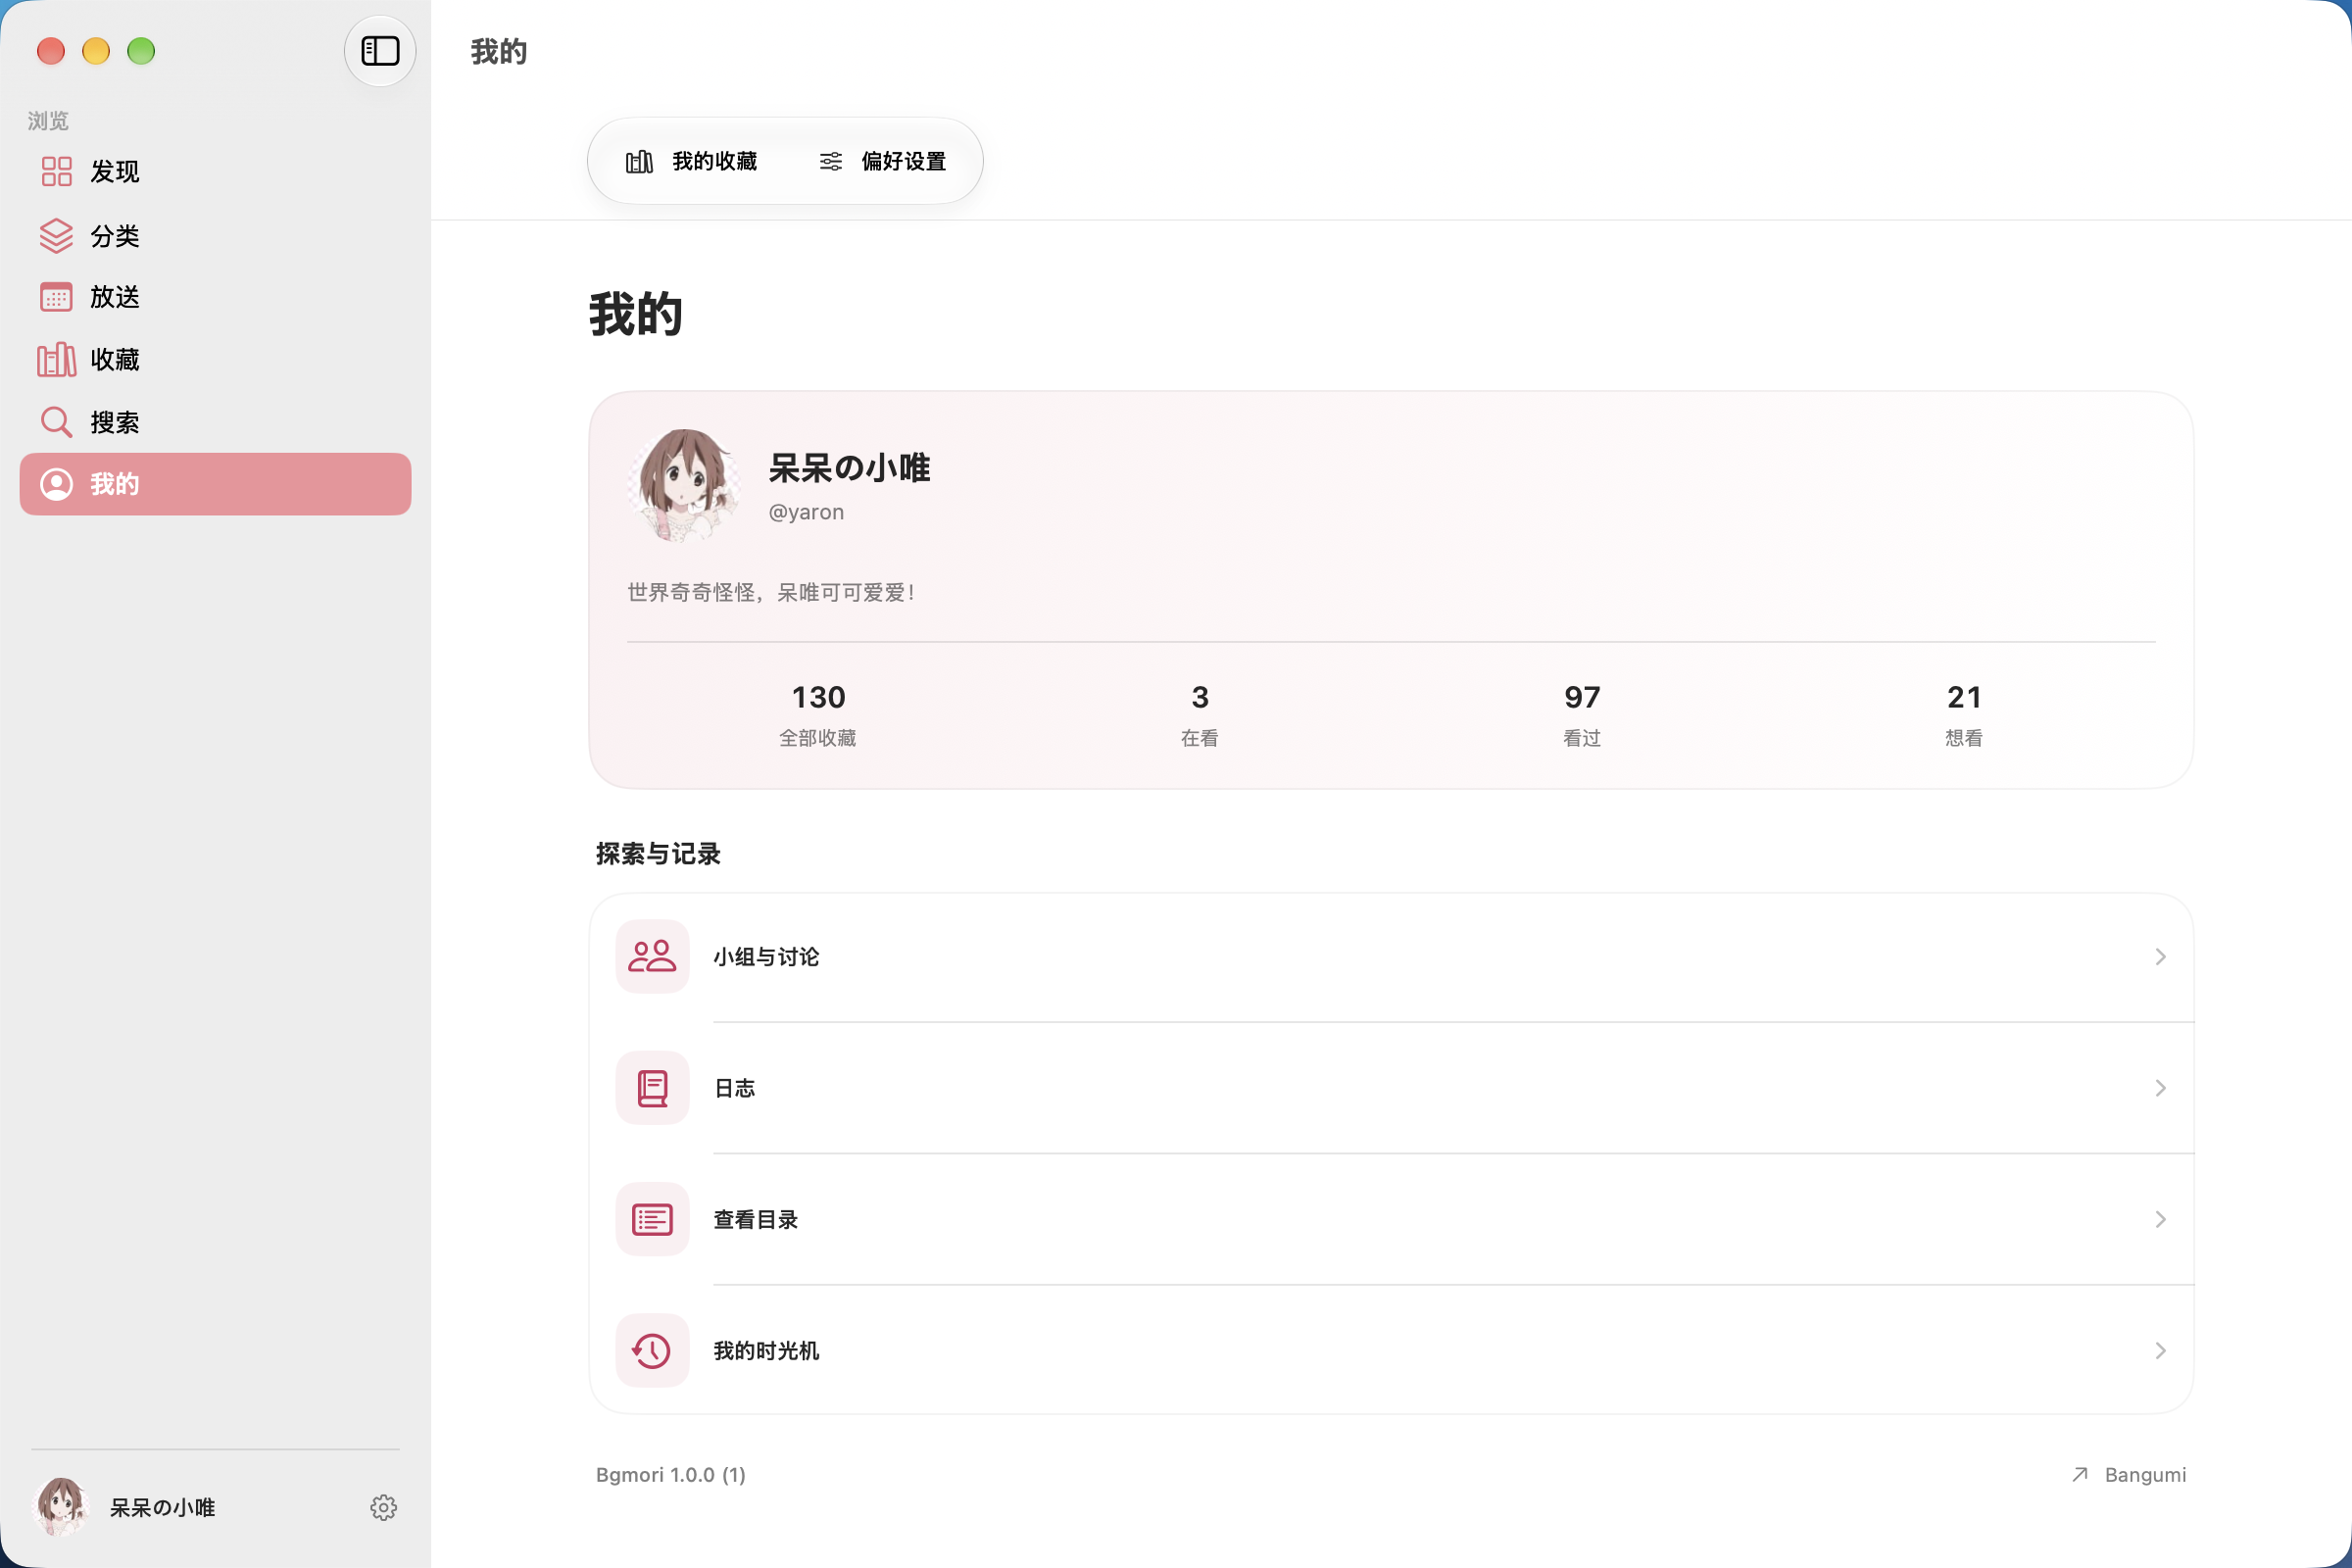 浏览
发现
分类
放送
收藏
搜索
我的
呆呆の小唯
我的
我的收藏 偏好设置
我的
呆呆の小唯
@yaron
世界奇奇怪怪，呆唯可可爱爱！
130 3 97 21
全部收藏 在看 看过 想看
探索与记录
小组与讨论
日志
查看目录
我的时光机
Bgmori 1.0.0 (1) Bangumi